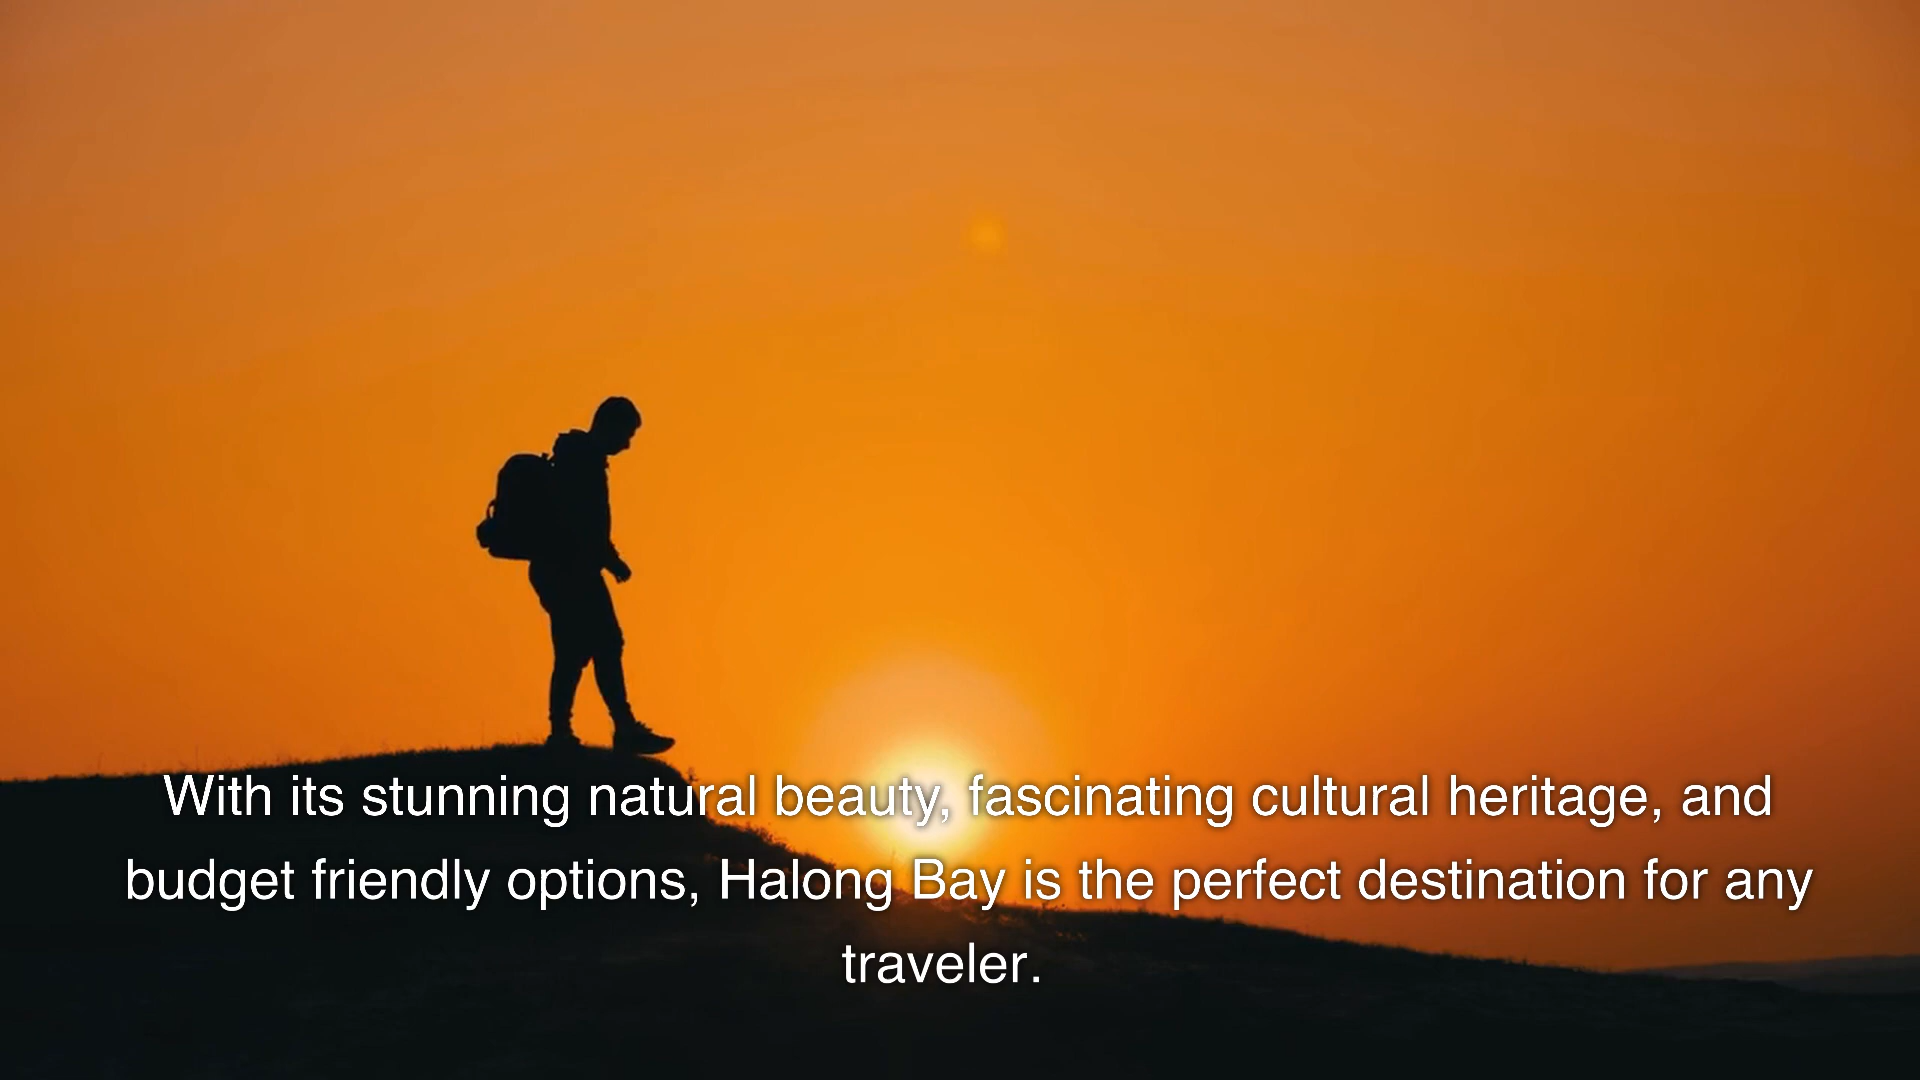 With its stunning natural beauty, fascinating cultural heritage, and
budget friendly options, Halong Bay is the perfect destination for any
traveler.